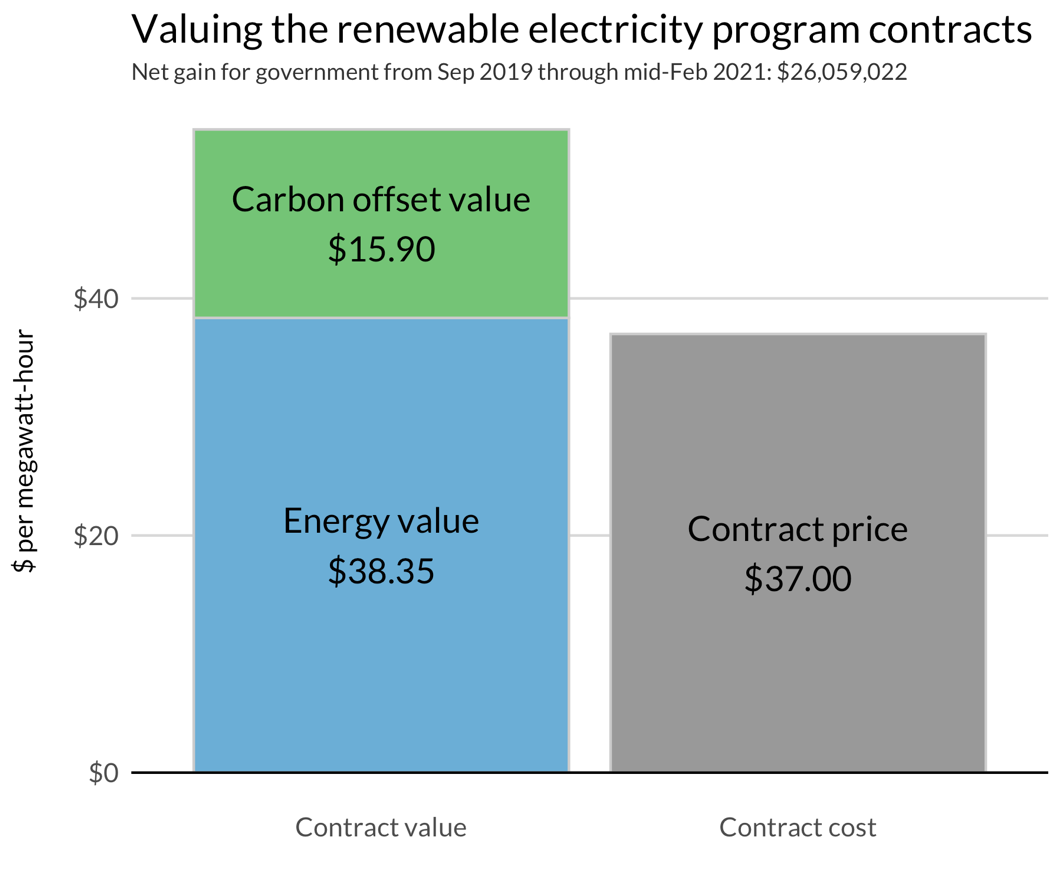 Valuing the renewable electricity program contracts
Net gain for government from Sep 2019 through mid-Feb 2021: $26,059,022
Carbon offset value
$15.90
$40
$ per megawatt-hour
Energy value
$38.35
Contract price
$37.00
$20
$0
Contract value
Contract cost